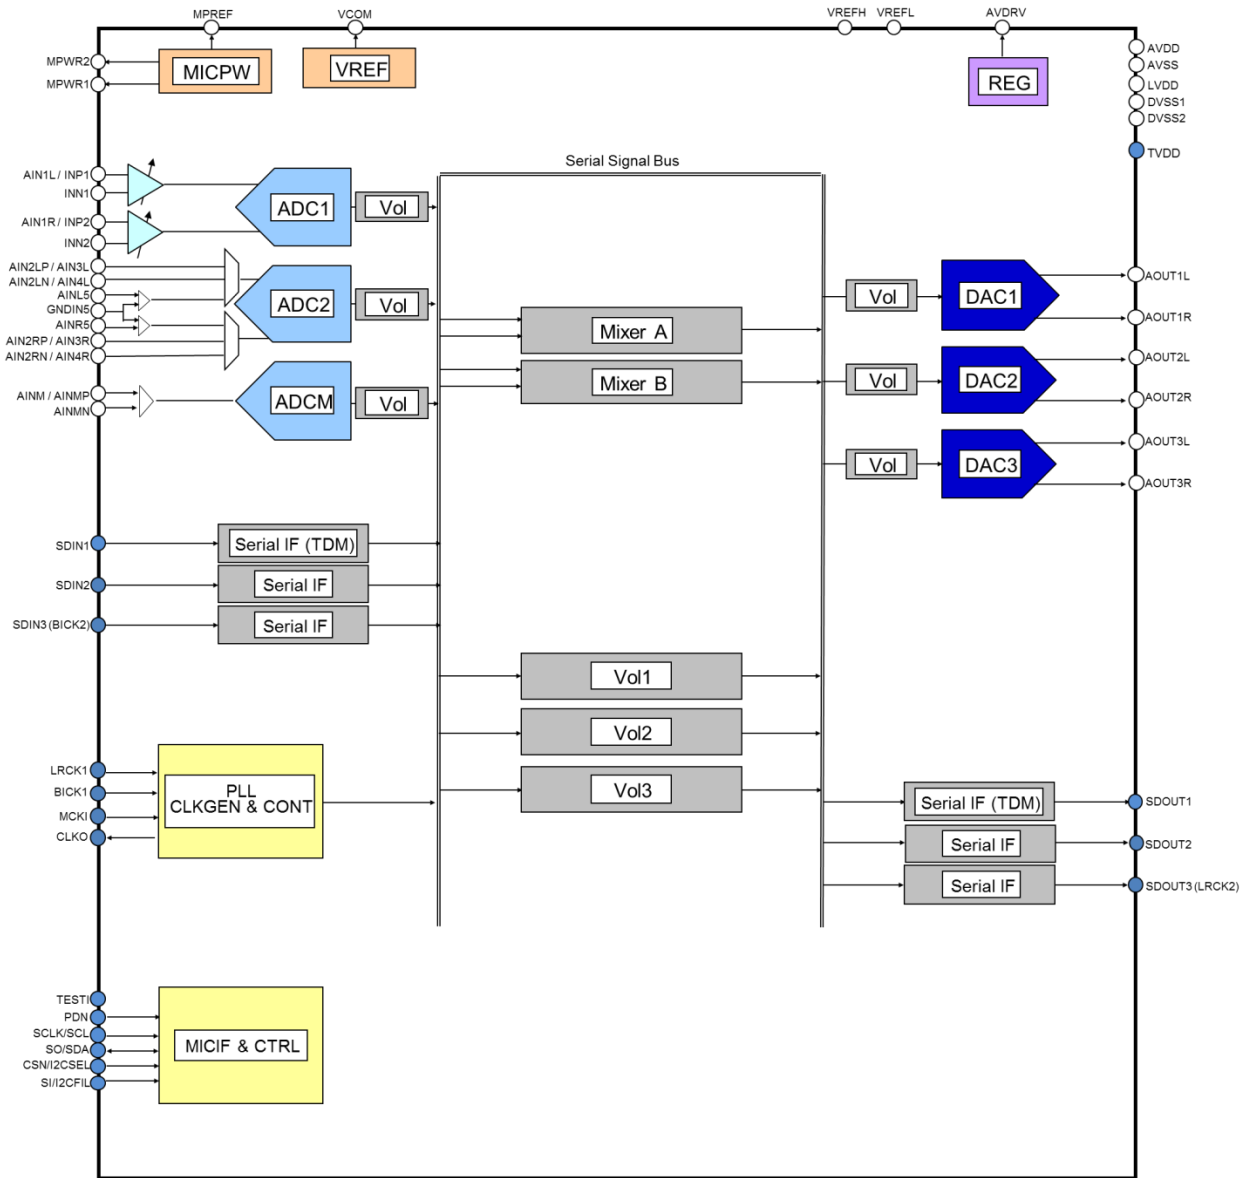 MPREF
VCOM
VREFH
VREFL
AVDRV
MPWR2
MPWR1
MICPW
VREF
REG
AVDD
AVSS
LVDD
DVSS1
DVSS2
TVDD
Serial Signal Bus
AIN1L / INP1
INN1
AIN1R / INP2
INN2
ADC1
Vol
AIN2LP / AIN3L
AIN2LN / AIN4L
AINL5
GNDIN5
AINR5
AIN2RP / AIN3R
AIN2RN / AIN4R
ADC2
Vol
AINM / AINMP
AINMN
ADCM
Vol
Mixer A
Mixer B
Vol
DAC1
AOUT1L
AOUT1R
Vol
DAC2
AOUT2L
AOUT2R
Vol
DAC3
AOUT3L
AOUT3R
SDIN1
Serial IF (TDM)
SDIN2
Serial IF
SDIN3 (BICK2)
Serial IF
Vol1
Vol2
Vol3
LRCK1
BICK1
MCKI
CLKO
PLL
CLKGEN & CONT
Serial IF (TDM)
SDOUT1
Serial IF
SDOUT2
Serial IF
SDOUT3 (LRCK2)
TESTI
PDN
SCLK/SCL
SO/SDA
CSN/I2CSEL
SI/I2CFIL
MICIF & CTRL